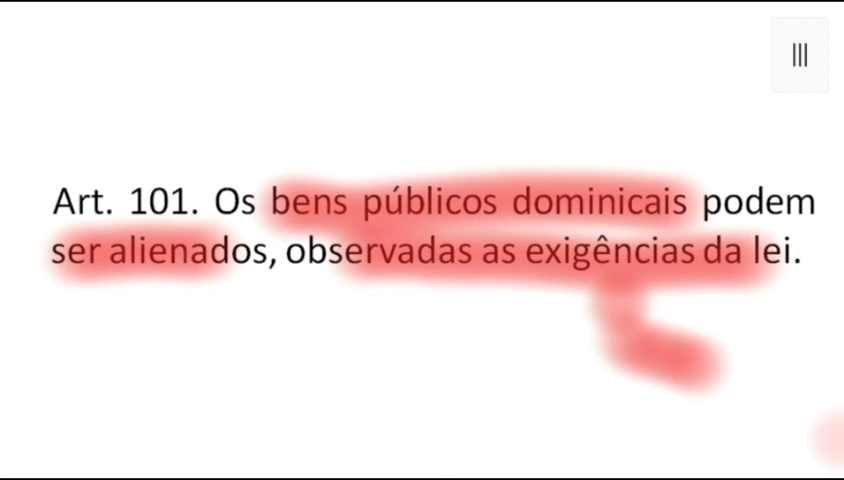 Art. 101. Os bens públicos dominicais podem
ser alienados, observadas as exigências da lei.